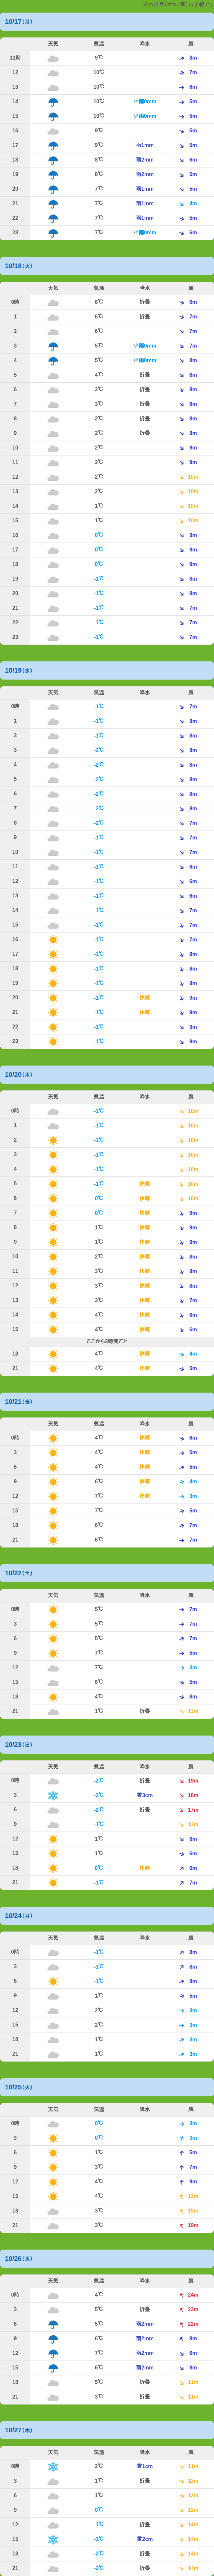 10/17(月)
天気 気温 降水 風
11時 9℃ 8m
12 10℃ 7m
13 10℃ 6m
14 10℃ 小雨0mm 5m
15 10℃ 小雨0mm 5m
16 9℃ 5m
17 9℃ 雨1mm 5m
18 8℃ 雨2mm 6m
19 8℃ 雨2mm 5m
20 7℃ 雨1mm 5m
21 7℃ 雨1mm 4m
22 7℃ 雨1mm 5m
23 7℃ 小雨0mm 6m
10/18(火)
天気 気温 降水 風
0時 6℃ 折畳 6m
1 6℃ 折畳 7m
2 6℃ 7m
3 5℃ 小雨0mm 7m
4 5℃ 小雨0mm 8m
5 4℃ 折畳 8m
6 3℃ 折畳 8m
7 3℃ 折畳 8m
8 2℃ 折畳 8m
9 2℃ 折畳 8m
10 2℃ 9m
11 2℃ 9m
12 2℃ 10m
13 2℃ 10m
14 1℃ 10m
15 1℃ 10m
16 0℃ 9m
17 0℃ 9m
18 0℃ 9m
19 -1℃ 8m
20 -1℃ 8m
21 -1℃ 7m
22 -1℃ 7m
23 -1℃ 7m
10/19(水)
天気 気温 降水 風
0時 -1℃ 7m
1 -1℃ 8m
2 -1℃ 8m
3 -2℃ 8m
4 -2℃ 8m
5 -2℃ 8m
6 -2℃ 8m
7 -2℃ 8m
8 -2℃ 7m
9 -1℃ 7m
10 -1℃ 7m
11 -1℃ 6m
12 -1℃ 6m
13 -1℃ 6m
14 -1℃ 7m
15 -1℃ 7m
16 -1℃ 7m
17 -1℃ 8m
18 -1℃ 8m
19 -1℃ 8m
20 -1℃ 快晴 9m
21 -1℃ 快晴 9m
22 -1℃ 9m
23 -1℃ 9m
10/20(木)
天気 気温 降水 風
0時 -1℃ 10m
1 -1℃ 10m
2 -1℃ 10m
3 -1℃ 10m
4 -1℃ 10m
5 -1℃ 快晴 10m
6 0℃ 快晴 10m
7 0℃ 快晴 9m
8 1℃ 快晴 9m
9 1℃ 快晴 9m
10 2℃ 快晴 8m
11 3℃ 快晴 8m
12 3℃ 快晴 8m
13 3℃ 快晴 7m
14 4℃ 快晴 6m
15 4℃ 快晴 6m
ここから3時間ごと
18 4℃ 快晴 4m
21 4℃ 快晴 5m
10/21(金)
天気 気温 降水 風
0時 4℃ 快晴 6m
3 4℃ 快晴 5m
6 4℃ 快晴 5m
9 6℃ 快晴 4m
12 7℃ 快晴 3m
15 7℃ 5m
18 6℃ 7m
21 6℃ 7m
10/22(土)
天気 気温 降水 風
0時 5℃ 7m
3 5℃ 7m
6 5℃ 7m
9 7℃ 5m
12 7℃ 3m
15 6℃ 5m
18 4℃ 8m
21 1℃ 折畳 13m
10/23(日)
天気 気温 降水 風
0時 -2℃ 折畳 19m
3 -2℃ 雪3cm 18m
6 -2℃ 折畳 17m
9 -1℃ 13m
12 1℃ 8m
15 1℃ 6m
18 0℃ 快晴 6m
21 -1℃ 7m
10/24(月)
天気 気温 降水 風
0時 -1℃ 8m
3 -1℃ 8m
6 -1℃ 8m
9 1℃ 5m
12 2℃ 3m
15 2℃ 3m
18 1℃ 3m
21 1℃ 3m
10/25(火)
天気 気温 降水 風
0時 0℃ 3m
3 0℃ 3m
6 1℃ 5m
9 3℃ 7m
12 4℃ 9m
15 4℃ 12m
18 3℃ 15m
21 3℃ 19m
10/26(水)
天気 気温 降水 風
0時 4℃ 24m
3 5℃ 折畳 23m
6 5℃ 雨2mm 22m
9 6℃ 雨2mm 8m
12 7℃ 雨2mm 6m
15 6℃ 雨2mm 8m
18 5℃ 折畳 11m
21 3℃ 折畳 11m
10/27(木)
天気 気温 降水 風
0時 2℃ 雪1cm 11m
3 1℃ 折畳 12m
6 1℃ 12m
9 0℃ 12m
12 -1℃ 折畳 14m
15 -1℃ 雪2cm 14m
18 -2℃ 折畳 14m
21 -2℃ 折畳 14m